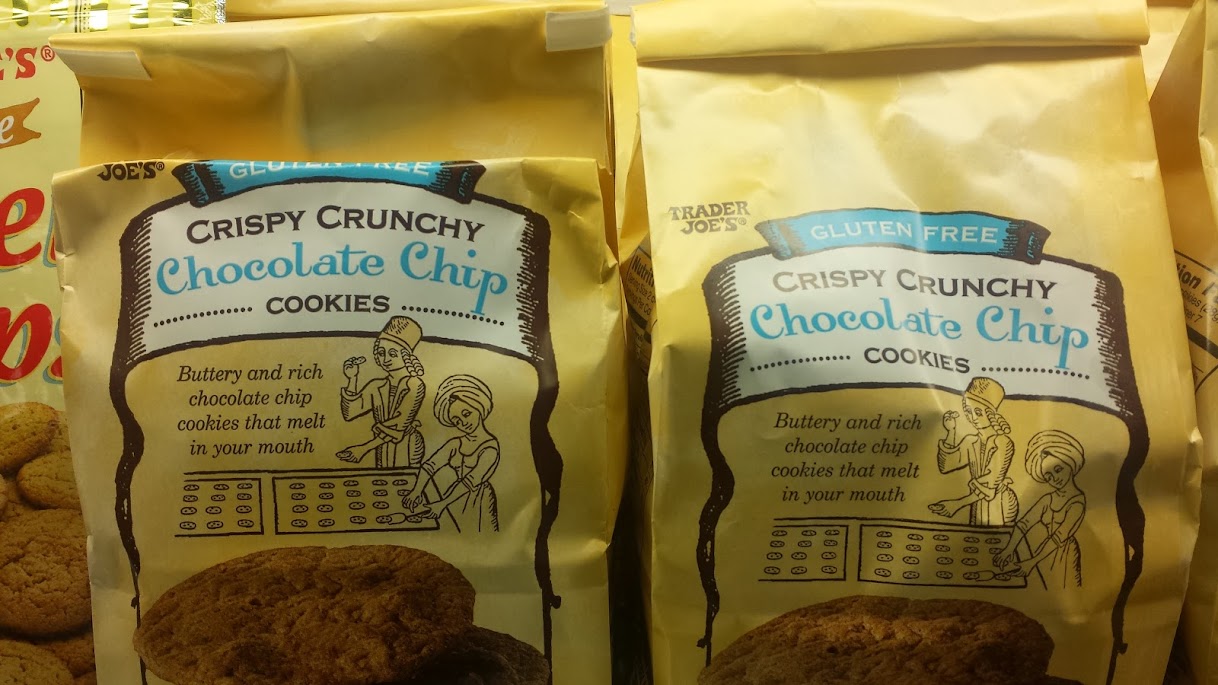 E'S®
JOE'S®
GLUTEN FREE
CRISPY CRUNCHY
Chocolate Chip
COOKIES
Buttery and rich
chocolate chip
cookies that melt
in your mouth
TRADER
JOE'S®
GLUTEN FREE
CRISPY CRUNCHY
Chocolate Chip
COOKIES
Buttery and rich
chocolate chip
cookies that melt
in your mouth